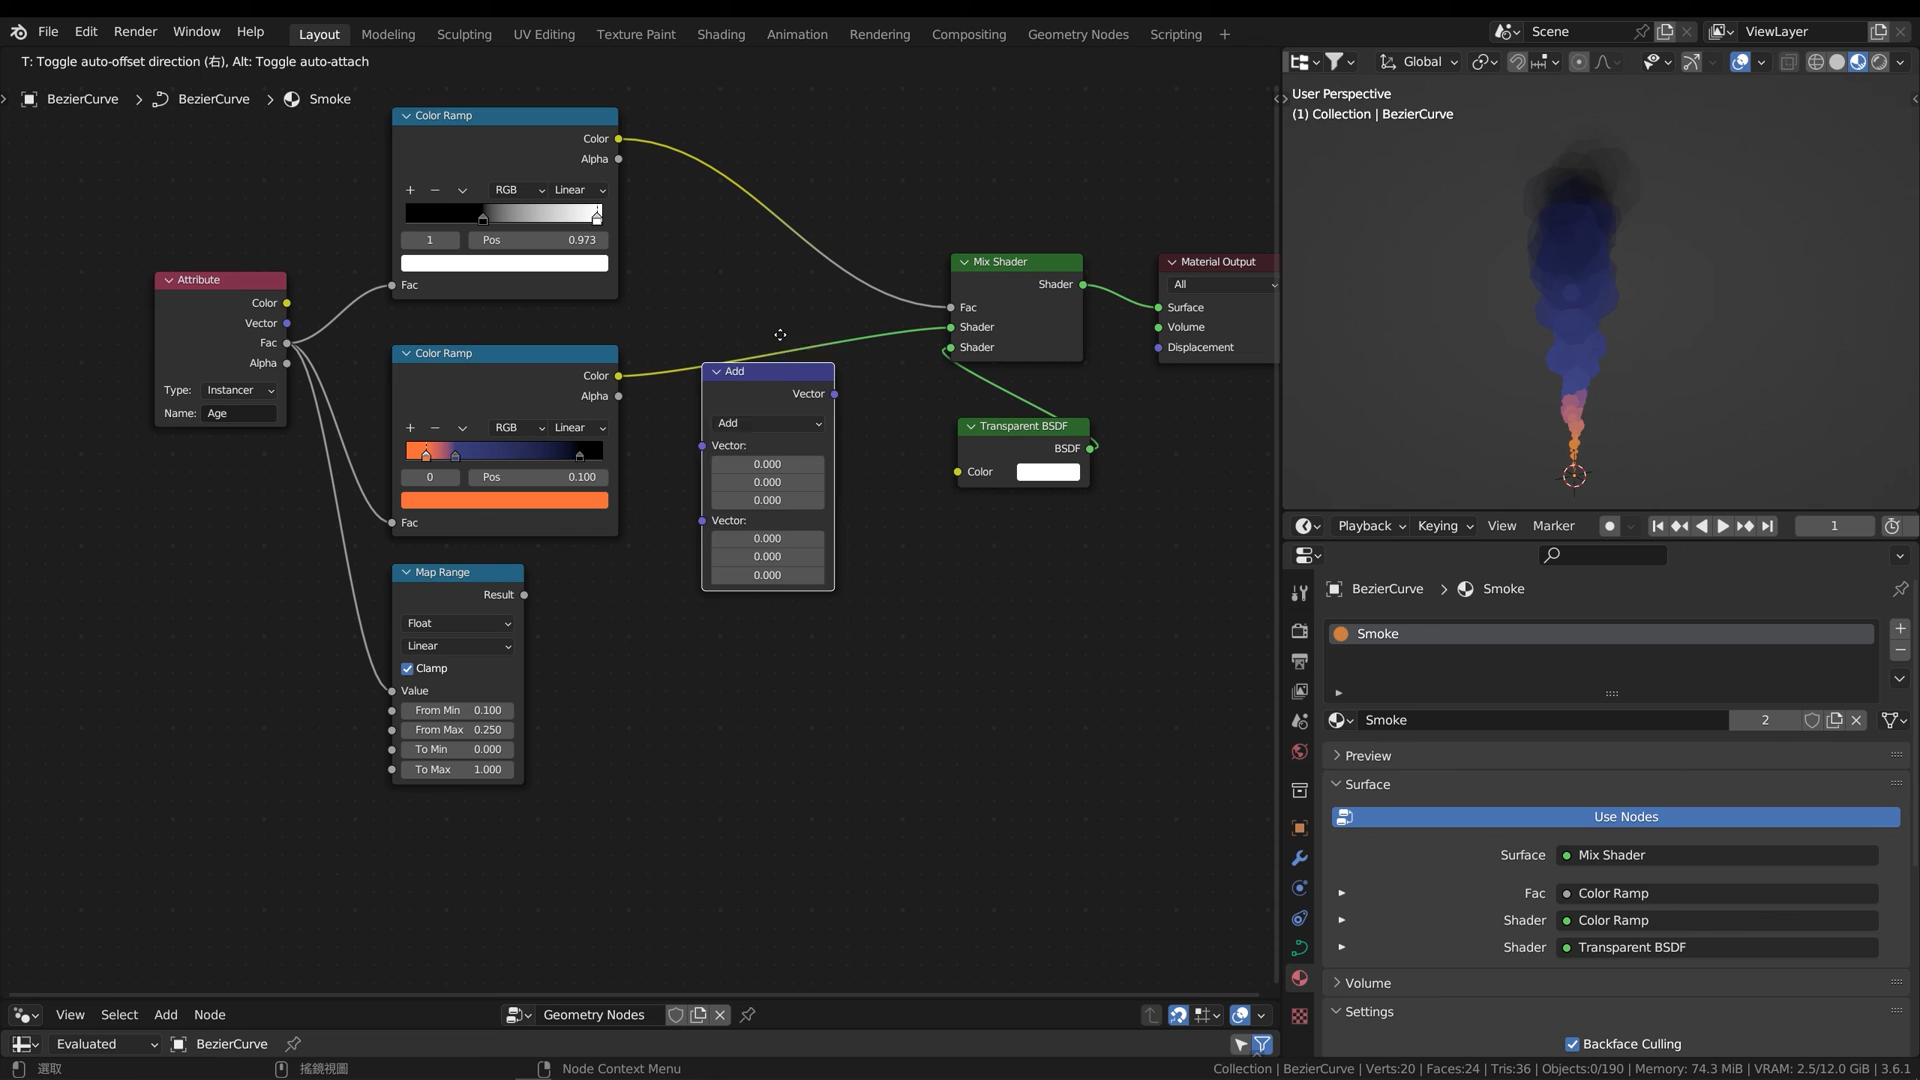 File Edit Render Window Help
Layout Modeling Sculpting UV Editing Texture Paint Shading Animation Rendering Compositing Geometry Nodes Scripting +
Scene
ViewLayer
T: Toggle auto-offset direction (右), Alt: Toggle auto-attach
Global
BezierCurve > BezierCurve > Smoke
User Perspective
(1) Collection | BezierCurve
Color Ramp
Color
Alpha
+ − RGB Linear
1 Pos 0.973
Fac
Attribute
Color
Vector
Fac
Alpha
Type: Instancer
Name: Age
Color Ramp
Color
Alpha
+ − RGB Linear
0 Pos 0.100
Fac
Map Range
Result
Float
Linear
Clamp
Value
From Min 0.100
From Max 0.250
To Min 0.000
To Max 1.000
Add
Vector
Add
Vector:
0.000
0.000
0.000
Vector:
0.000
0.000
0.000
Mix Shader
Shader
Fac
Shader
Shader
Transparent BSDF
BSDF
Color
Material Output
All
Surface
Volume
Displacement
Playback Keying View Marker 1
BezierCurve > Smoke
Smoke
Smoke 2
Preview
Surface
Use Nodes
Surface Mix Shader
Fac Color Ramp
Shader Color Ramp
Shader Transparent BSDF
Volume
Settings
Backface Culling
View Select Add Node Geometry Nodes
Evaluated BezierCurve
選取 搖鏡視圖 Node Context Menu
Collection | BezierCurve | Verts:20 | Faces:24 | Tris:36 | Objects:0/190 | Memory: 74.3 MiB | VRAM: 2.5/12.0 GiB | 3.6.1